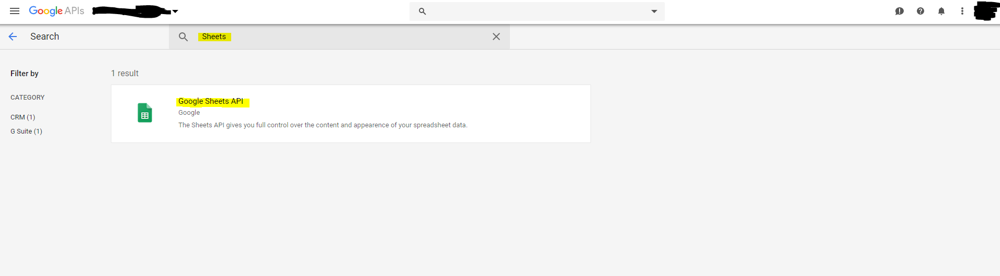 Google APIs
Search
Sheets
Filter by
1 result
CATEGORY
CRM (1)
G Suite (1)
Google Sheets API
Google
The Sheets API gives you full control over the content and appearence of your spreadsheet data.